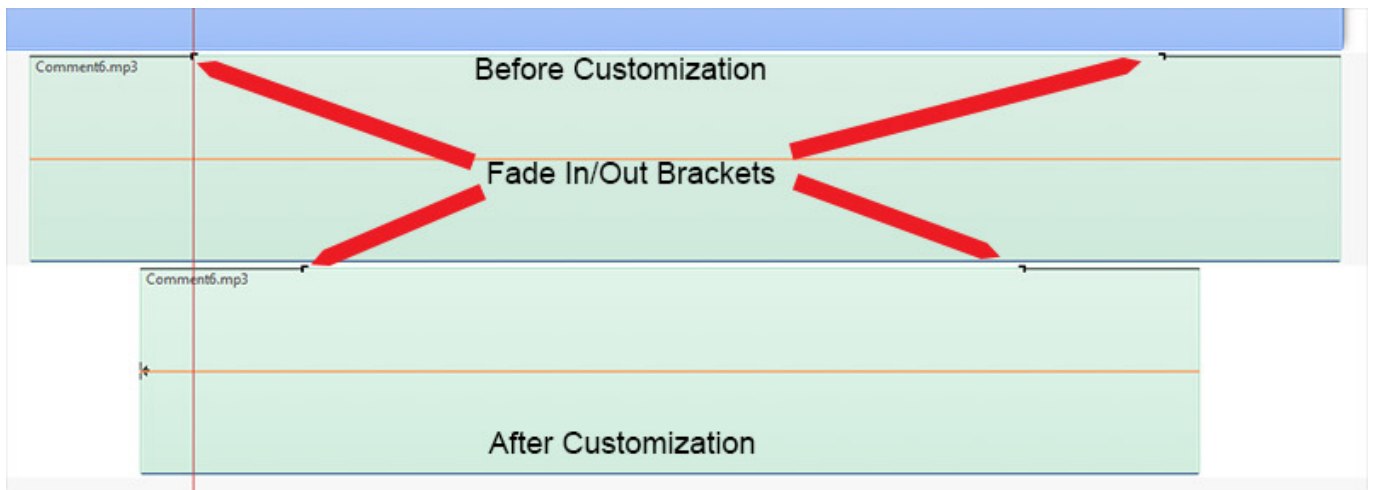 Comment6.mp3
Before Customization
Fade In/Out Brackets
Comment6.mp3
After Customization